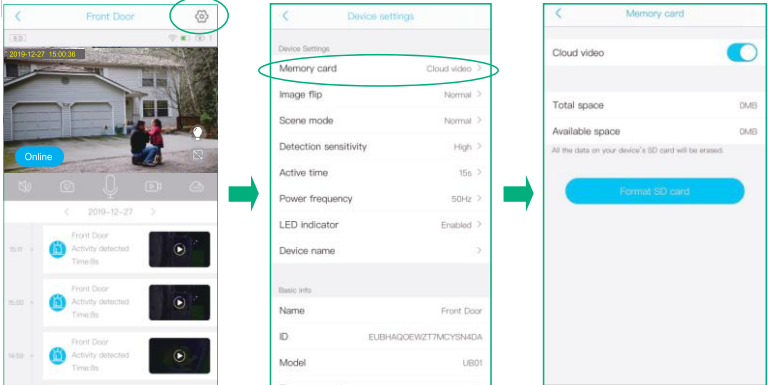 Front Door
SD
2019-12-27 15:00:36
Online
2019-12-27
15:11
Front Door
Activity detected
Time:8s
15:00
Front Door
Activity detected
Time:8s
14:59
Front Door
Activity detected
Time:8s
Device settings
Device Settings
Memory card Cloud video
Image flip Normal
Scene mode Normal
Detection sensitivity High
Active time 15s
Power frequency 50Hz
LED indicator Enabled
Device name
Basic info
Name Front Door
ID EUBHAQOEWZT7MCYSN4DA
Model UB01
Memory card
Cloud video
Total space 0MB
Available space 0MB
All the data on your device's SD card will be erased.
Format SD card